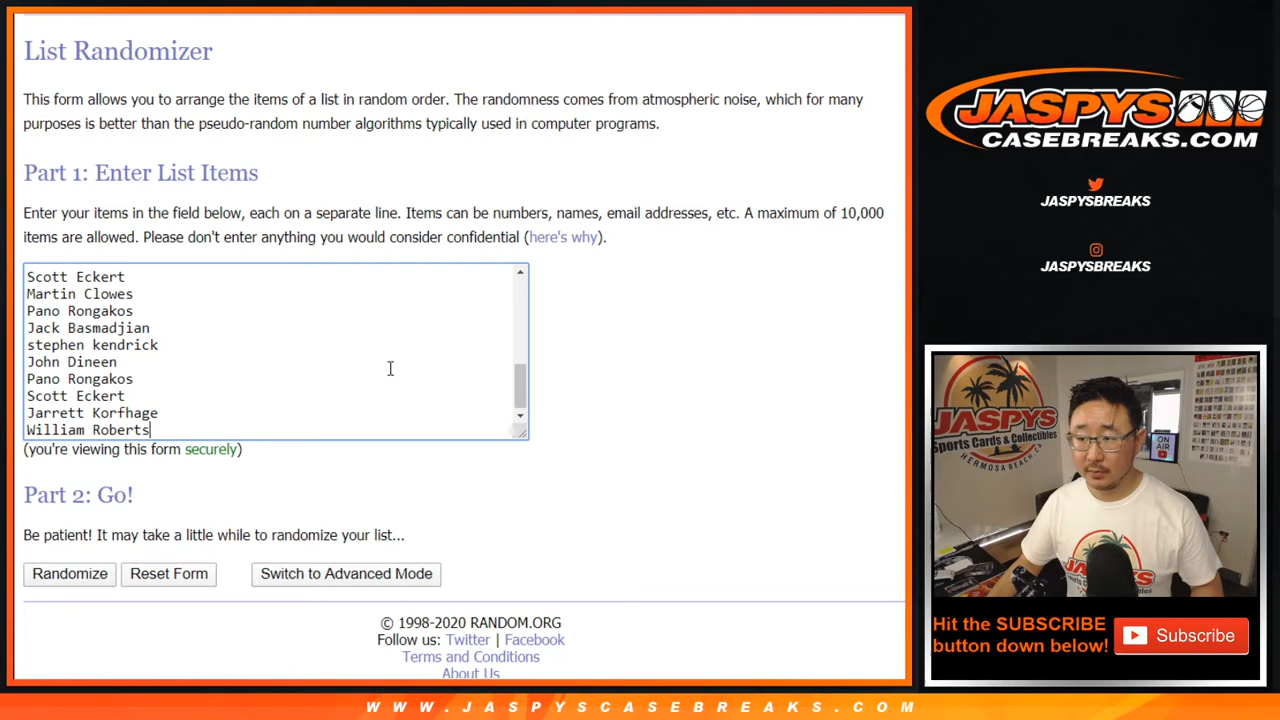 List Randomizer
This form allows you to arrange the items of a list in random order. The randomness comes from atmospheric noise, which for many
purposes is better than the pseudo-random number algorithms typically used in computer programs.
Part 1: Enter List Items
Enter your items in the field below, each on a separate line. Items can be numbers, names, email addresses, etc. A maximum of 10,000
items are allowed. Please don't enter anything you would consider confidential (here's why).
Scott Eckert
Martin Clowes
Pano Rongakos
Jack Basmadjian
stephen kendrick
John Dineen
Pano Rongakos
Scott Eckert
Jarrett Korfhage
William Roberts
(you're viewing this form securely)
Part 2: Go!
Be patient! It may take a little while to randomize your list...
Randomize
Reset Form
Switch to Advanced Mode
© 1998-2020 RANDOM.ORG
Follow us: Twitter | Facebook
Terms and Conditions
About Us
JASPYS
CASEBREAKS.COM
JASPYSBREAKS
JASPYSBREAKS
JASPYS
Sports Cards & Collectibles
HERMOSA BEACH, CA
ON AIR
Hit the SUBSCRIBE
button down below!
Subscribe
WWW.JASPYSCASEBREAKS.COM